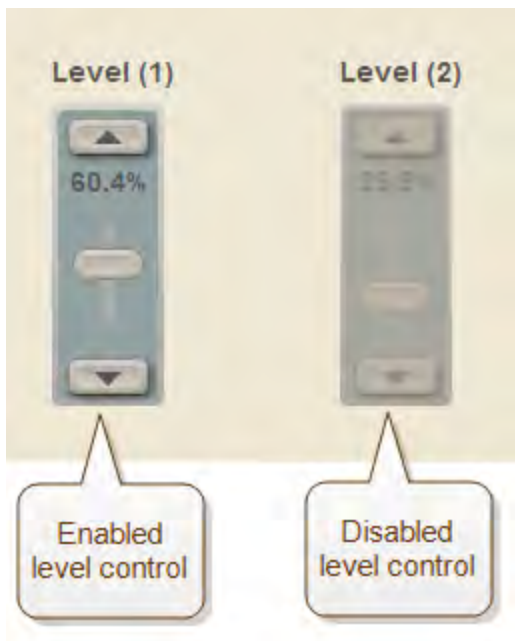 Level (1)
Level (2)
60.4%
Enabled
level control
Disabled
level control